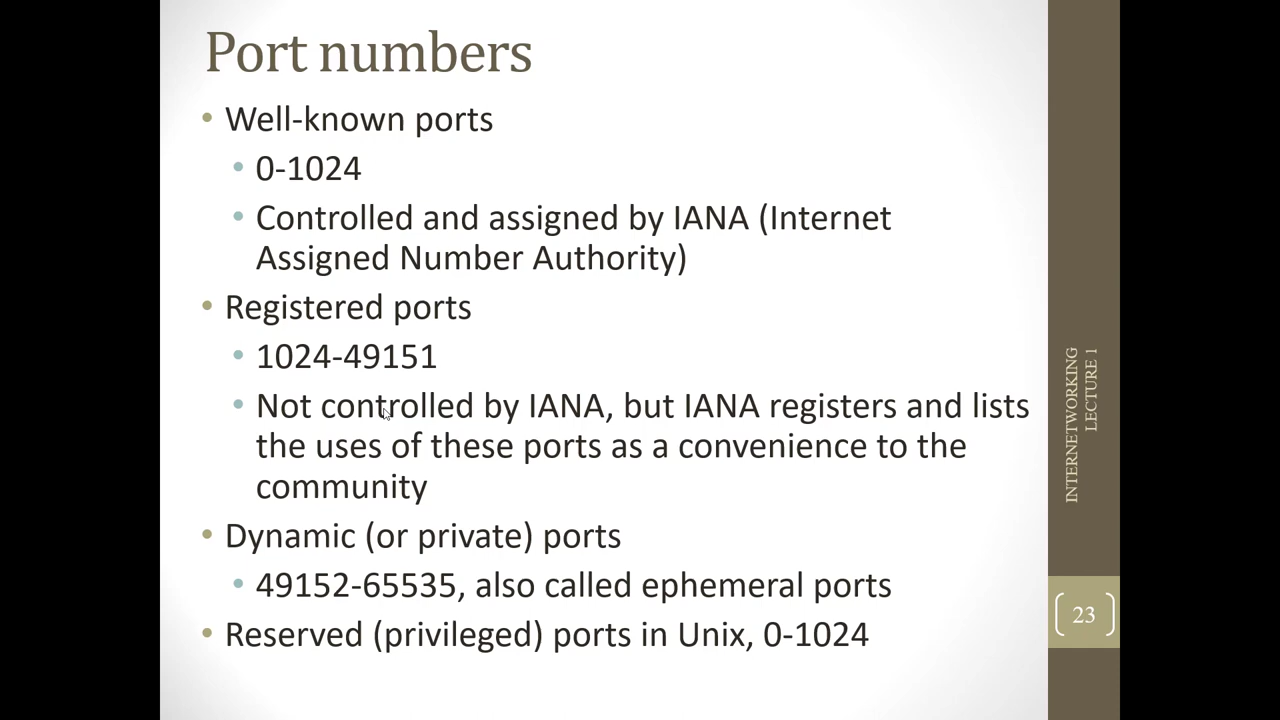 Port numbers
• Well-known ports
• 0-1024
• Controlled and assigned by IANA (Internet
Assigned Number Authority)
• Registered ports
• 1024-49151
• Not controlled by IANA, but IANA registers and lists
the uses of these ports as a convenience to the
community
• Dynamic (or private) ports
• 49152-65535, also called ephemeral ports
• Reserved (privileged) ports in Unix, 0-1024
INTERNETWORKING
LECTURE 1
23